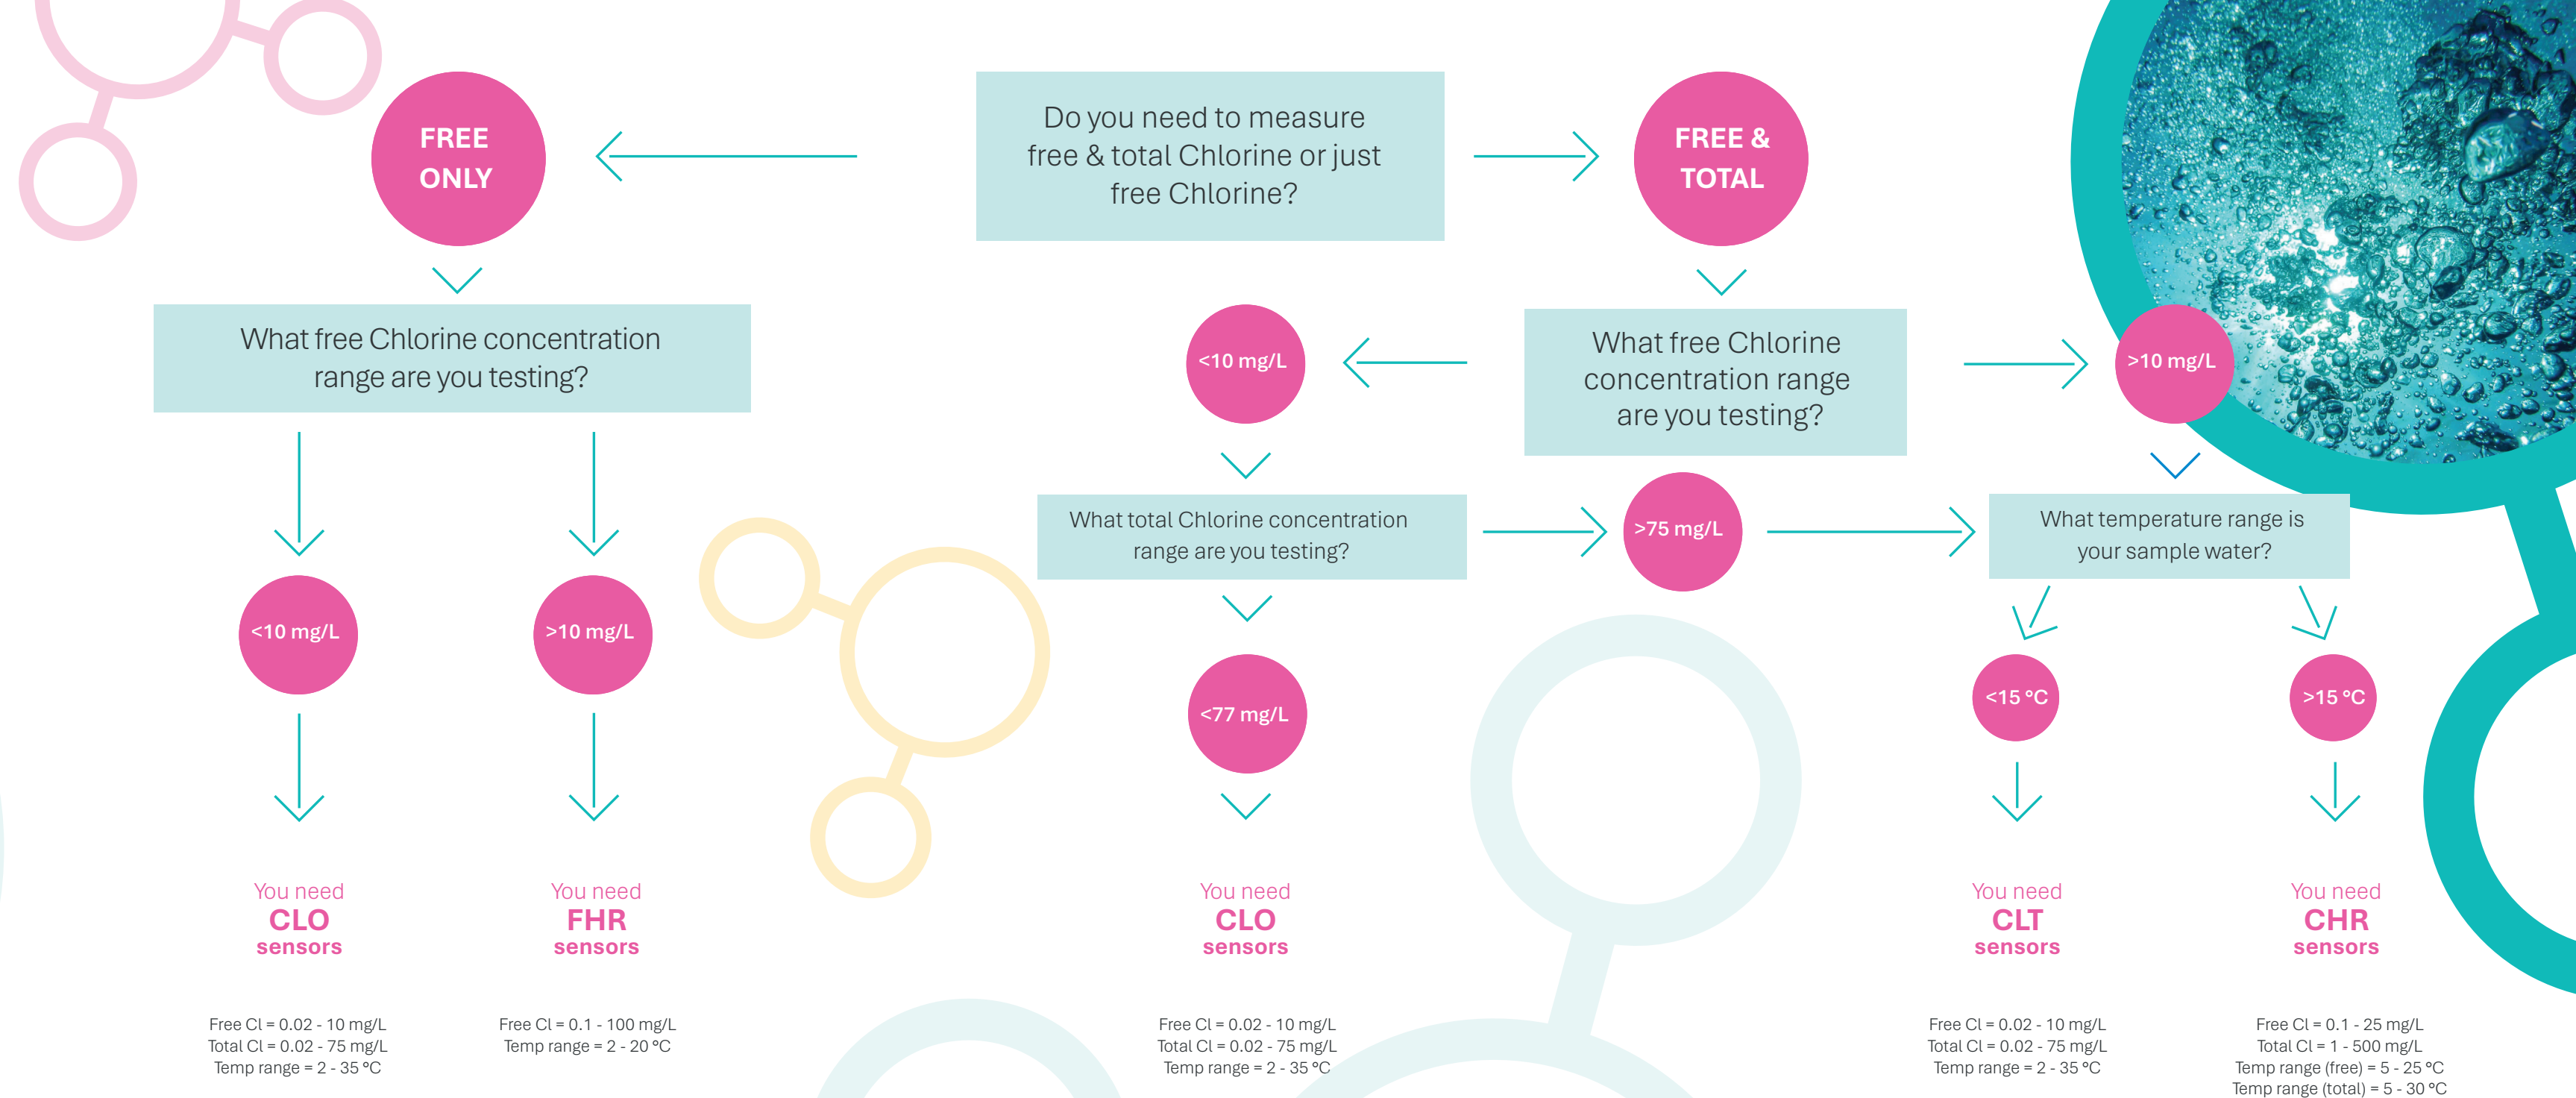 Do you need to measure
free & total Chlorine or just
free Chlorine?
FREE
ONLY
FREE &
TOTAL
What free Chlorine concentration
range are you testing?
<10 mg/L
>10 mg/L
You need
CLO
sensors
Free Cl = 0.02 - 10 mg/L
Total Cl = 0.02 - 75 mg/L
Temp range = 2 - 35 °C
You need
FHR
sensors
Free Cl = 0.1 - 100 mg/L
Temp range = 2 - 20 °C
What free Chlorine
concentration range
are you testing?
<10 mg/L
>10 mg/L
What total Chlorine concentration
range are you testing?
>75 mg/L
<77 mg/L
You need
CLO
sensors
Free Cl = 0.02 - 10 mg/L
Total Cl = 0.02 - 75 mg/L
Temp range = 2 - 35 °C
What temperature range is
your sample water?
<15 °C
>15 °C
You need
CLT
sensors
Free Cl = 0.02 - 10 mg/L
Total Cl = 0.02 - 75 mg/L
Temp range = 2 - 35 °C
You need
CHR
sensors
Free Cl = 0.1 - 25 mg/L
Total Cl = 1 - 500 mg/L
Temp range (free) = 5 - 25 °C
Temp range (total) = 5 - 30 °C